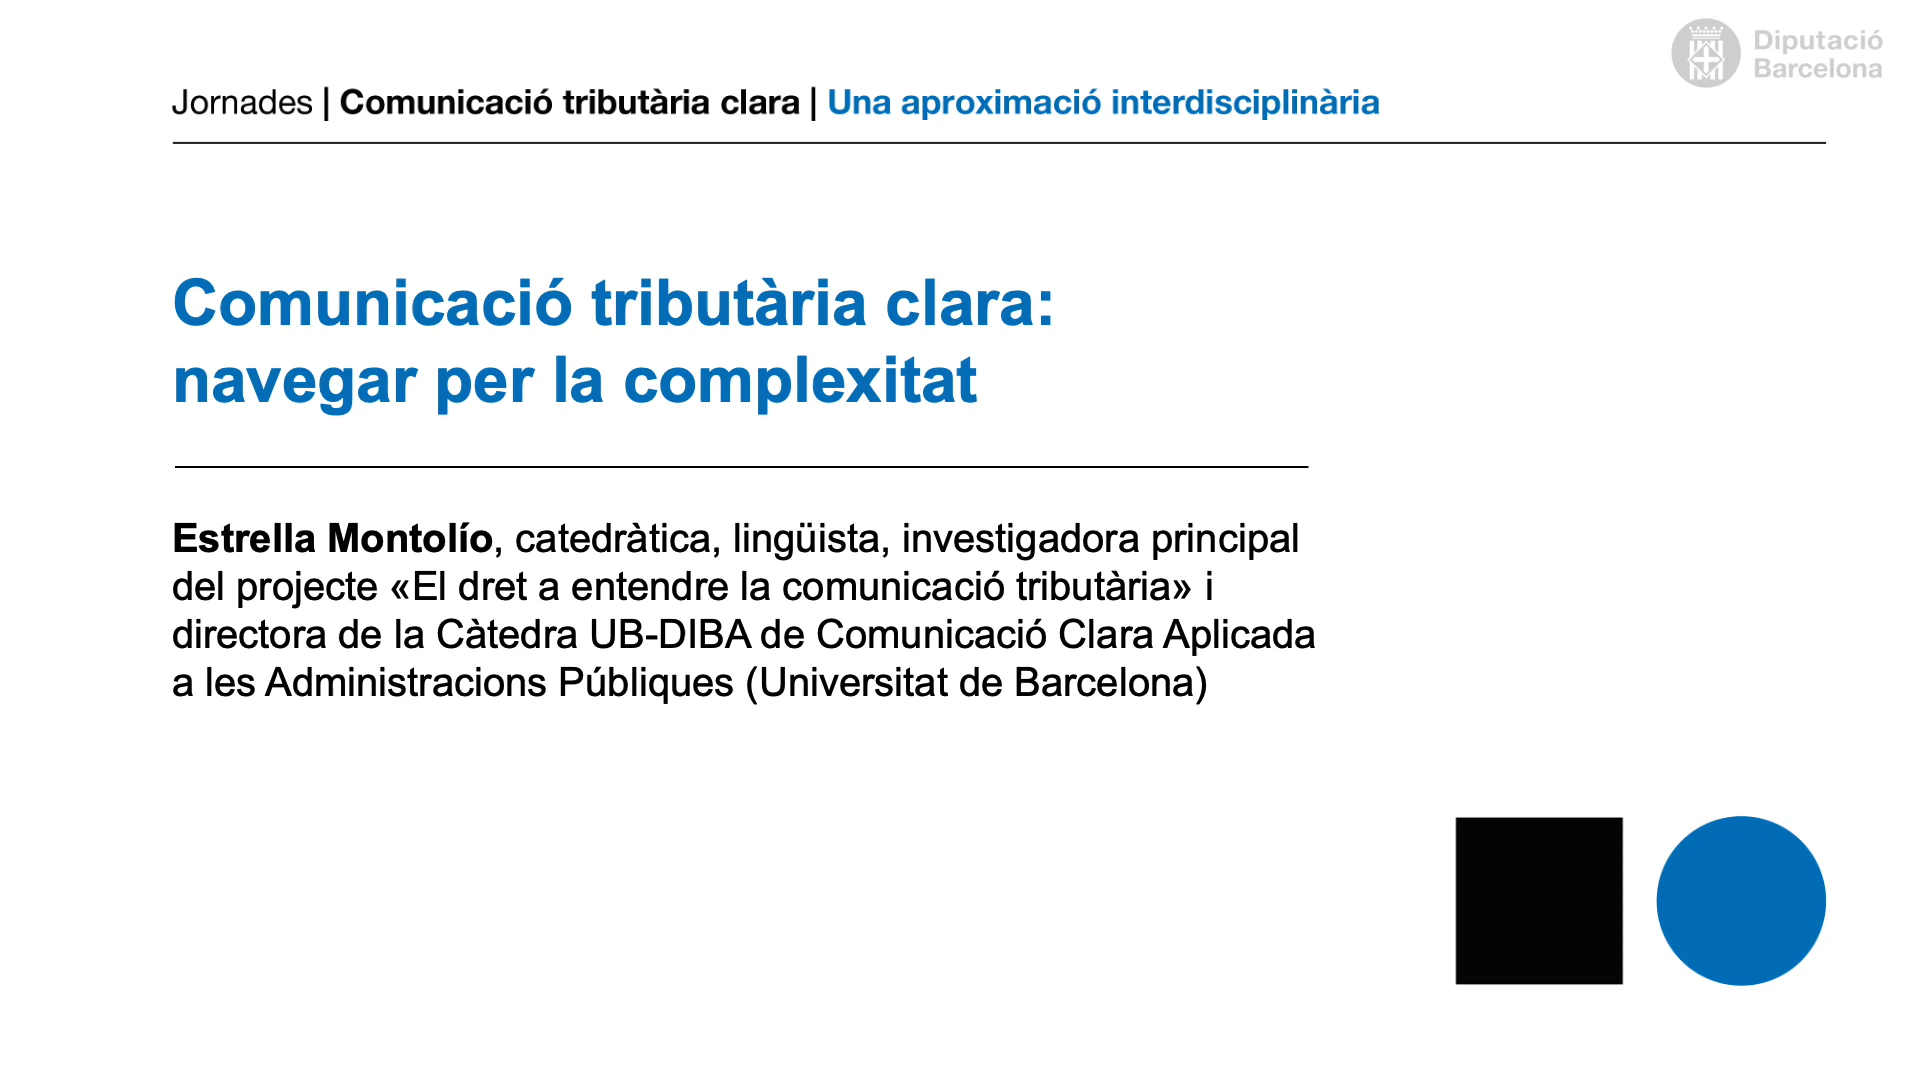 Diputació
Barcelona
Jornades | Comunicació tributària clara | Una aproximació interdisciplinària
Comunicació tributària clara:
navegar per la complexitat
Estrella Montolío, catedràtica, lingüista, investigadora principal
del projecte «El dret a entendre la comunicació tributària» i
directora de la Càtedra UB-DIBA de Comunicació Clara Aplicada
a les Administracions Públiques (Universitat de Barcelona)